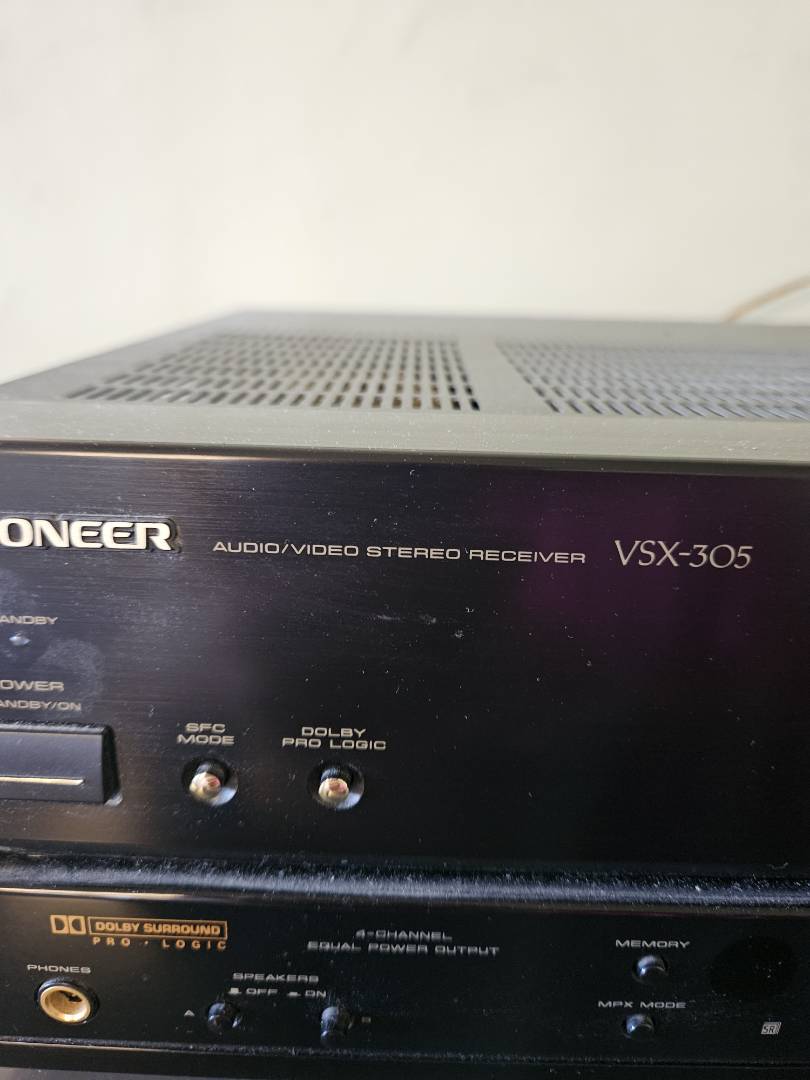 ONEER
AUDIO/VIDEO STEREO RECEIVER VSX-305
ANDBY
OWER
ANDBY/ON
SFC
MODE
DOLBY
PRO LOGIC
DOLBY SURROUND
PRO · LOGIC
4-CHANNEL
EQUAL POWER OUTPUT
PHONES
SPEAKERS
OFF ON
A
B
MEMORY
MPX MODE
SR